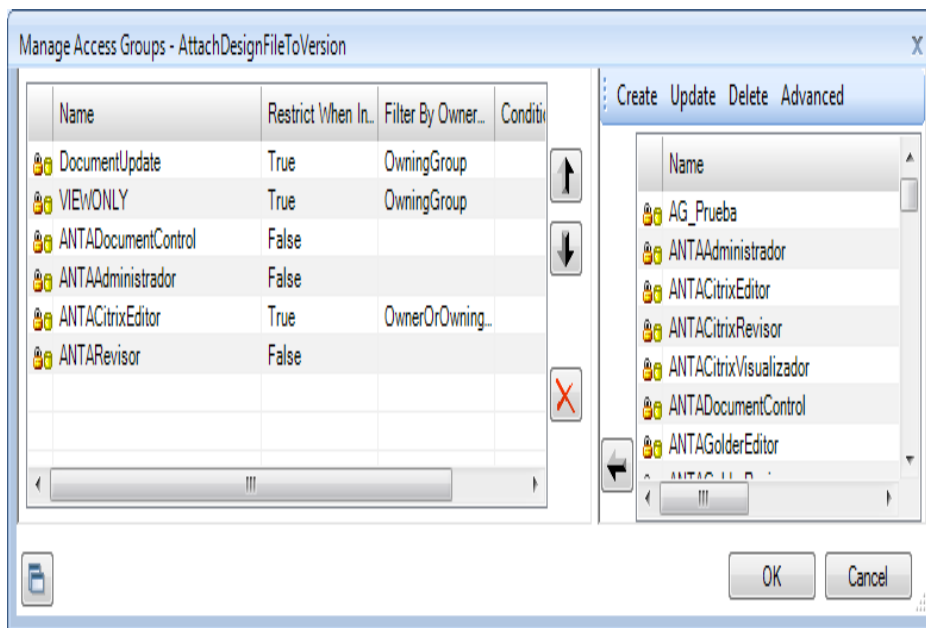 Manage Access Groups - AttachDesignFileToVersion
X
Name Restrict When In... Filter By Owner... Conditio
DocumentUpdate True OwningGroup
VIEWONLY True OwningGroup
ANTADocumentControl False
ANTAAdministrador False
ANTACitrixEditor True OwnerOrOwning...
ANTARevisor False
Create Update Delete Advanced
Name
AG_Prueba
ANTAAdministrador
ANTACitrixEditor
ANTACitrixRevisor
ANTACitrixVisualizador
ANTADocumentControl
ANTAGolderEditor
OK Cancel